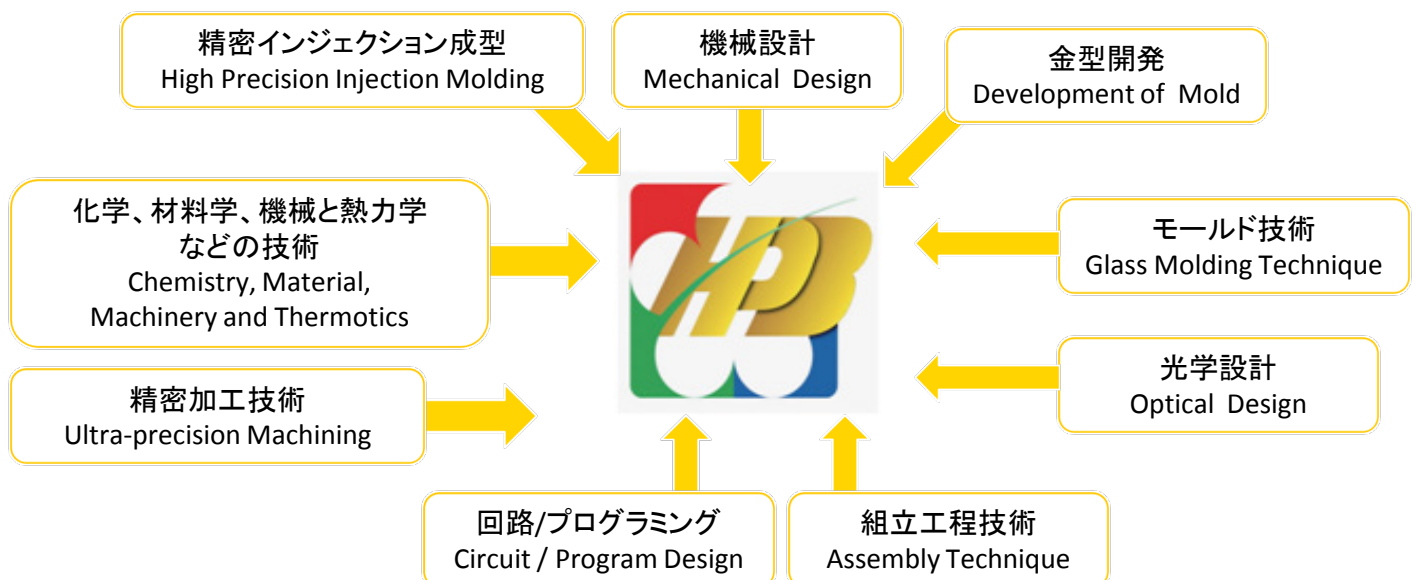 精密インジェクション成型
High Precision Injection Molding
機械設計
Mechanical Design
金型開発
Development of Mold
化学、材料学、機械と熱力学
などの技術
Chemistry, Material,
Machinery and Thermotics
HPB
モールド技術
Glass Molding Technique
精密加工技術
Ultra-precision Machining
光学設計
Optical Design
回路/プログラミング
Circuit / Program Design
組立工程技術
Assembly Technique